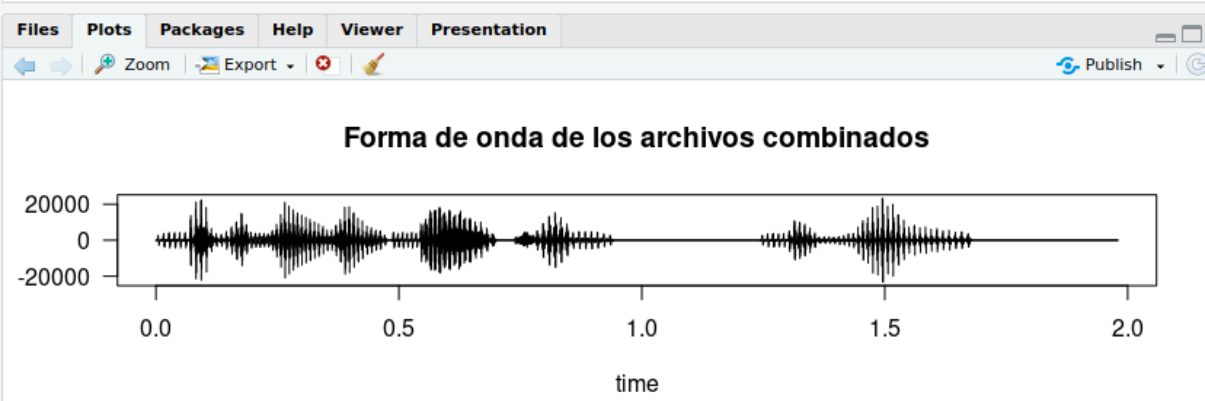 Files Plots Packages Help Viewer Presentation
Zoom Export Publish
Forma de onda de los archivos combinados
20000
0
-20000
0.0 0.5 1.0 1.5 2.0
time